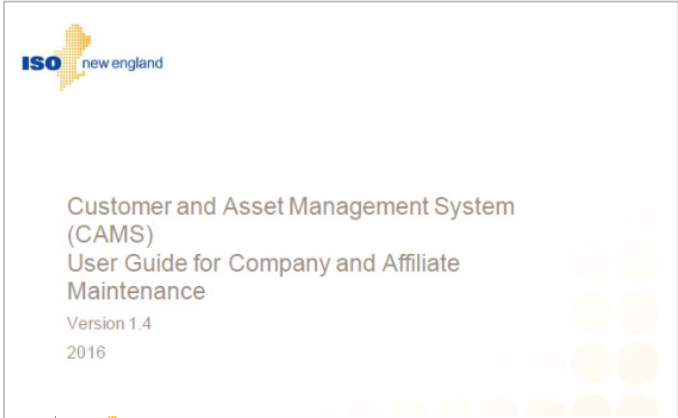 ISO new england
Customer and Asset Management System
(CAMS)
User Guide for Company and Affiliate
Maintenance
Version 1.4
2016